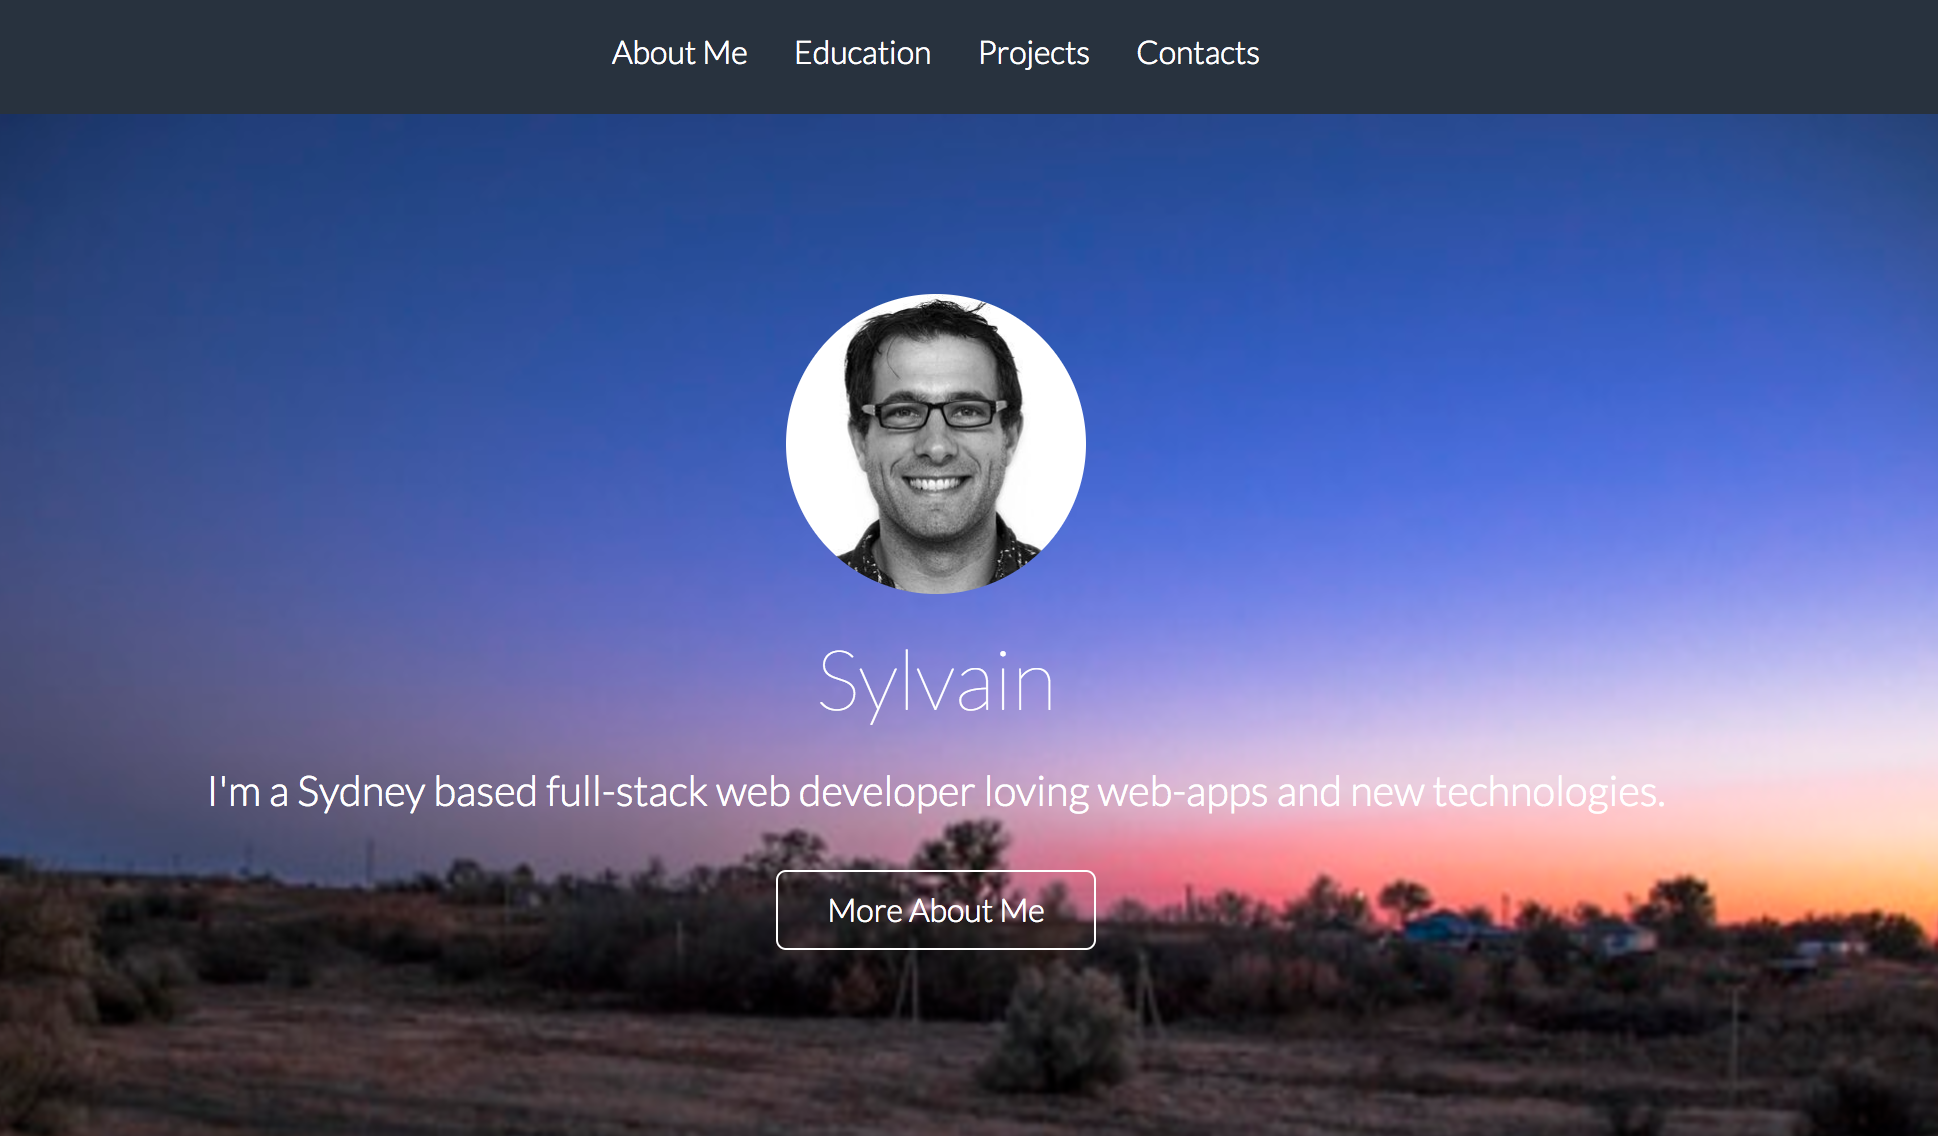 About Me Education Projects Contacts
Sylvain
I'm a Sydney based full-stack web developer loving web-apps and new technologies.
More About Me